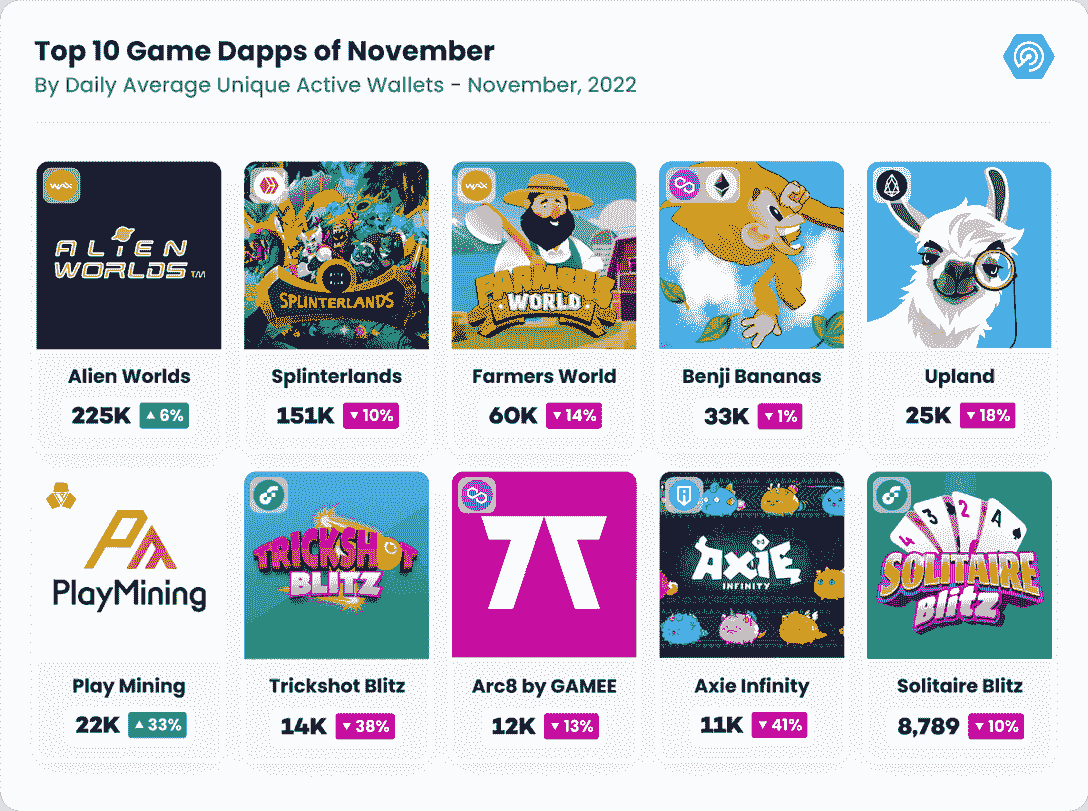 Top 10 Game Dapps of November
By Daily Average Unique Active Wallets - November, 2022
WAX
WAX
ALIEN WORLDS TM
SPLINTERLANDS
FARMERS WORLD
Alien Worlds
Splinterlands
Farmers World
Benji Bananas
Upland
225K ▲ 6%
151K ▼ 10%
60K ▼ 14%
33K ▼ 1%
25K ▼ 18%
PlayMining
TRICKSHOT BLITZ
AXIE INFINITY
4 3 2 A
SOLITAIRE Blitz
Play Mining
Trickshot Blitz
Arc8 by GAMEE
Axie Infinity
Solitaire Blitz
22K ▲ 33%
14K ▼ 38%
12K ▼ 13%
11K ▼ 41%
8,789 ▼ 10%